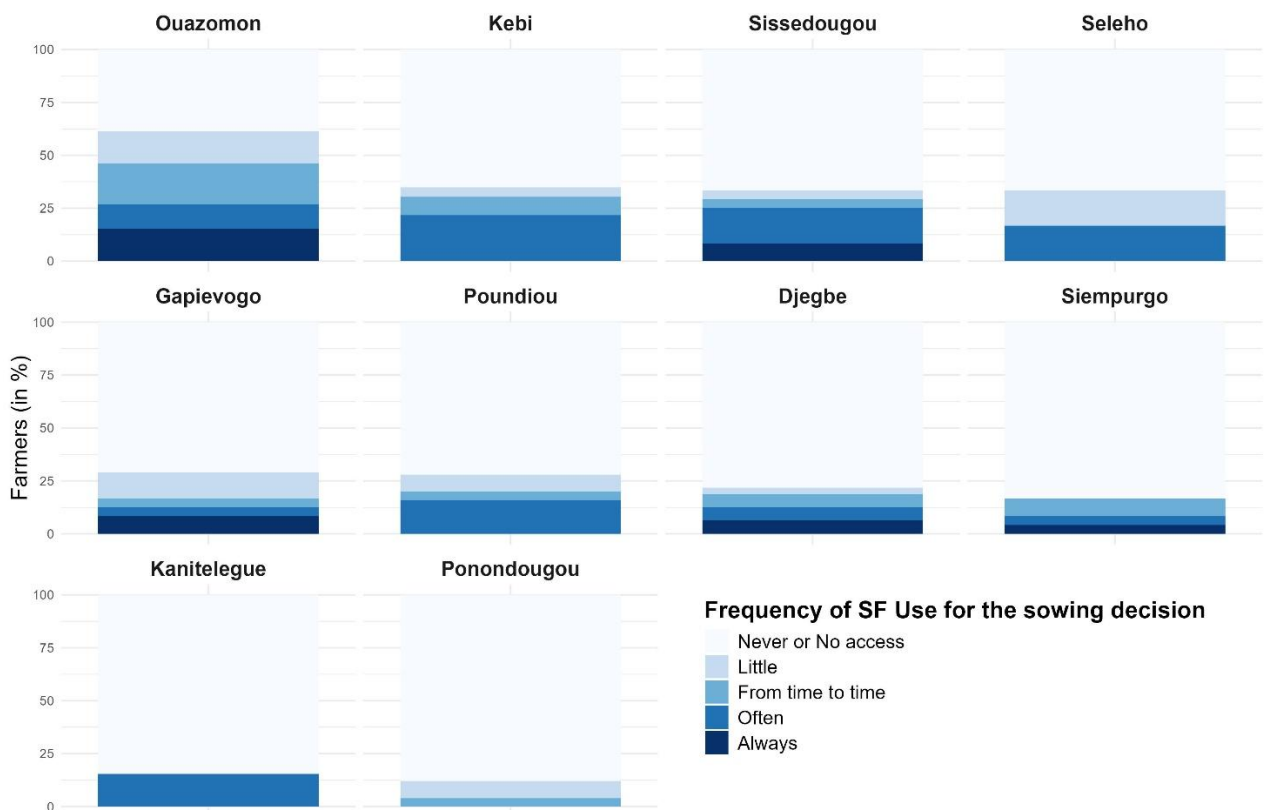 Ouazomon Kebi Sissedougou Seleho
100
75
50
25
0
Gapievogo Poundiou Djegbe Siempurgo
Farmers (in %)
100
75
50
25
0
Kanitelegue Ponondougou
100
75
50
25
0
Frequency of SF Use for the sowing decision
Never or No access
Little
From time to time
Often
Always